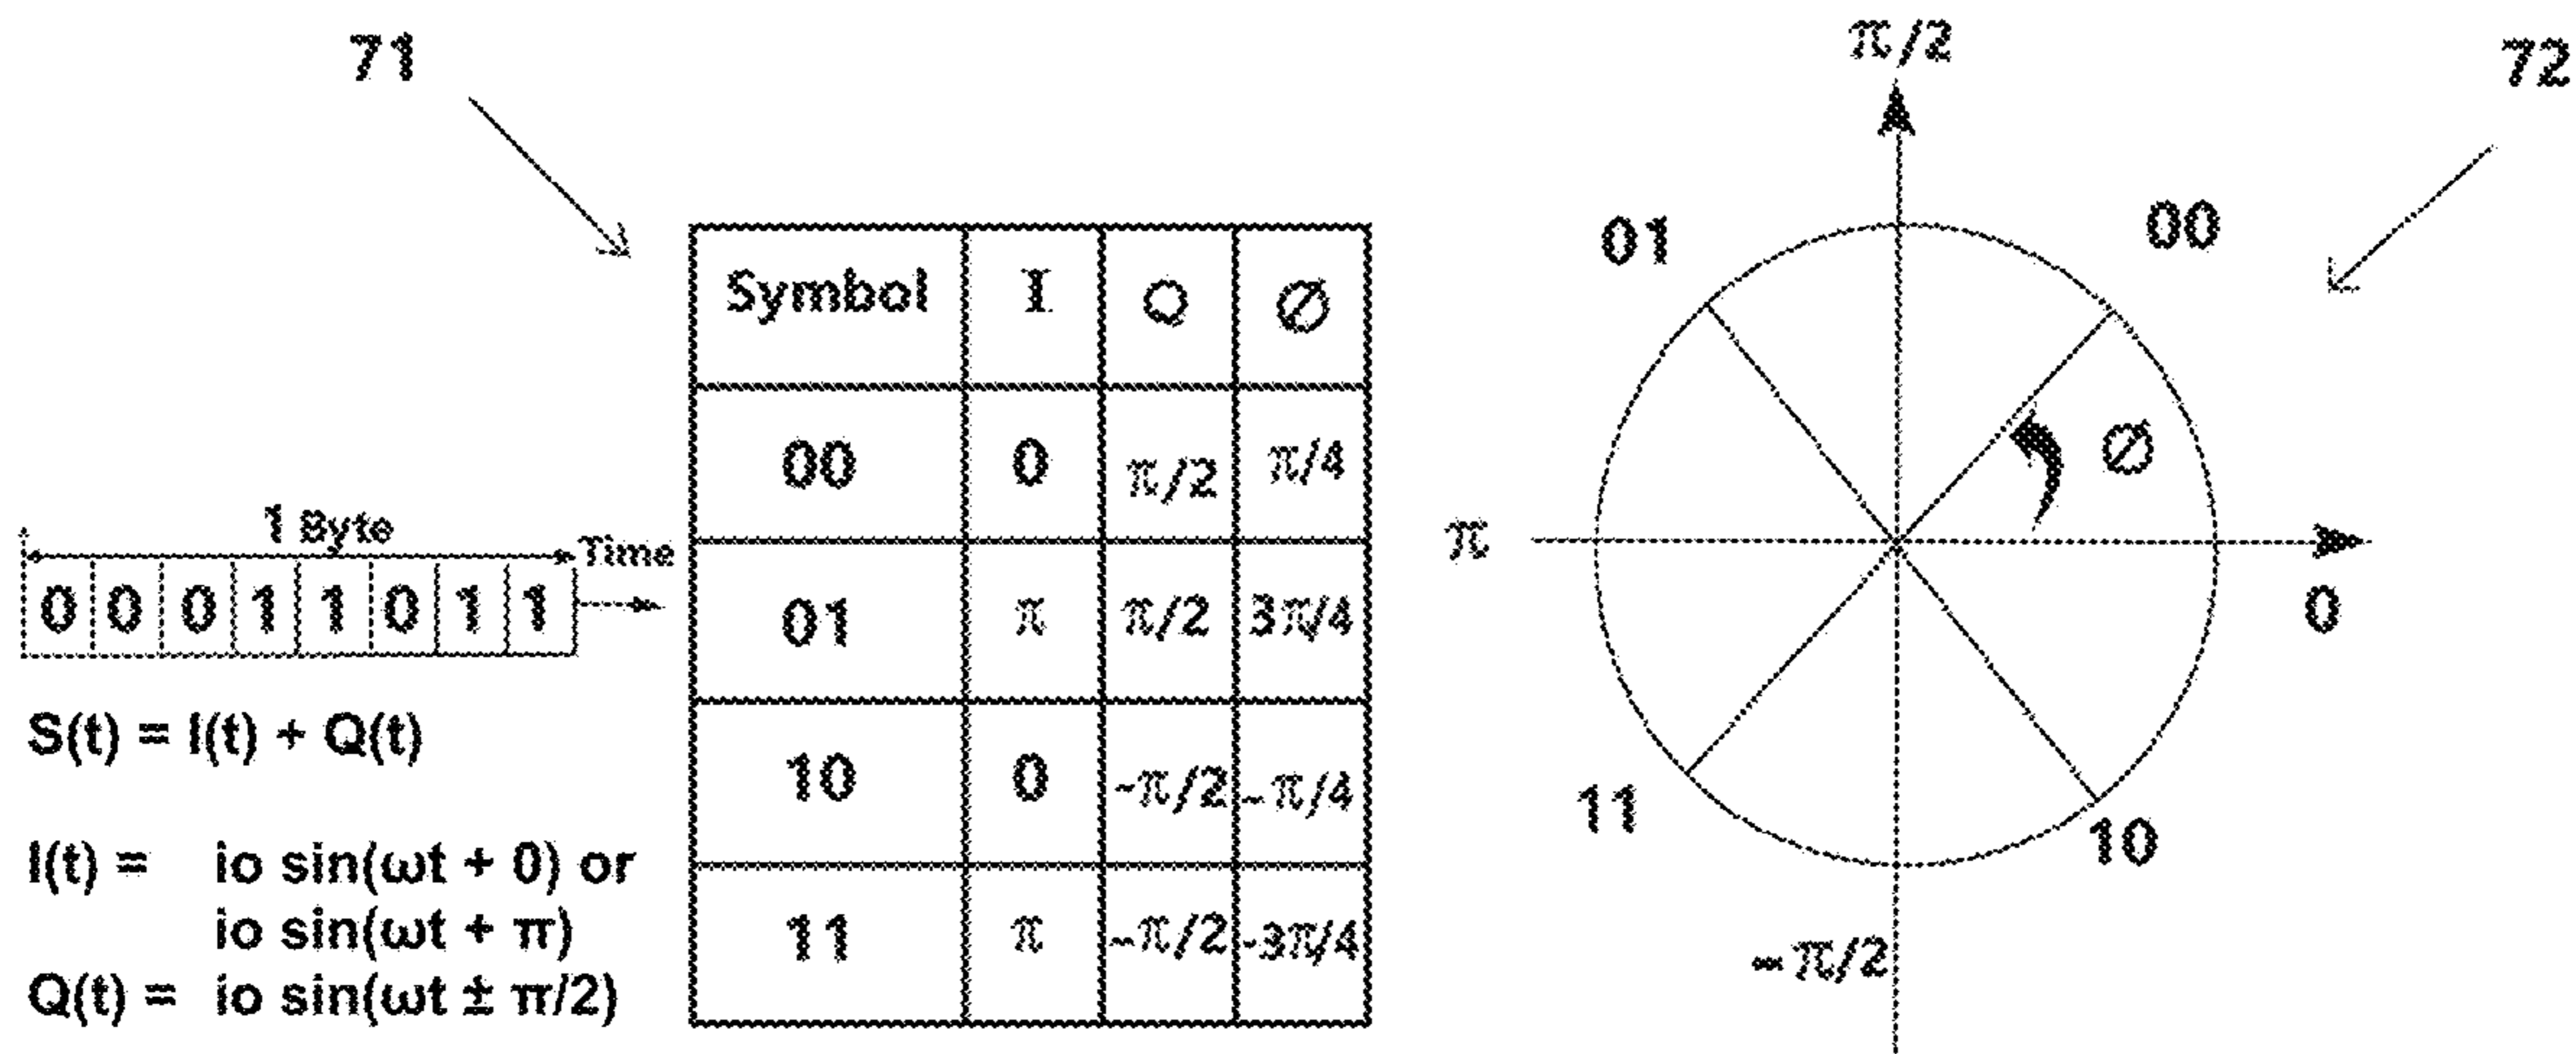 71
72
1 Byte
Time
0 0 0 1 1 0 1 1
S(t) = I(t) + Q(t)
I(t) = io sin(ωt + 0) or
io sin(ωt + π)
Q(t) = io sin(ωt ± π/2)
Symbol I Q Ø
00 0 π/2 π/4
01 π π/2 3π/4
10 0 -π/2 -π/4
11 π -π/2 -3π/4
π/2
01
00
Ø
π
0
11
10
-π/2